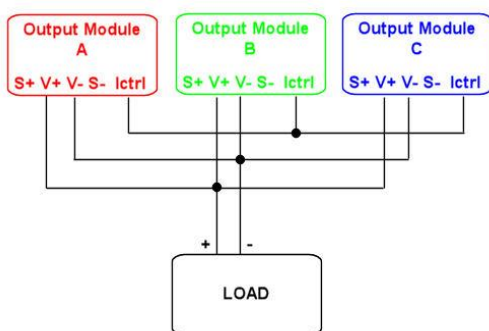 Output Module
A
S+ V+ V- S- Ictrl
Output Module
B
S+ V+ V- S- Ictrl
Output Module
C
S+ V+ V- S- Ictrl
+ -
LOAD